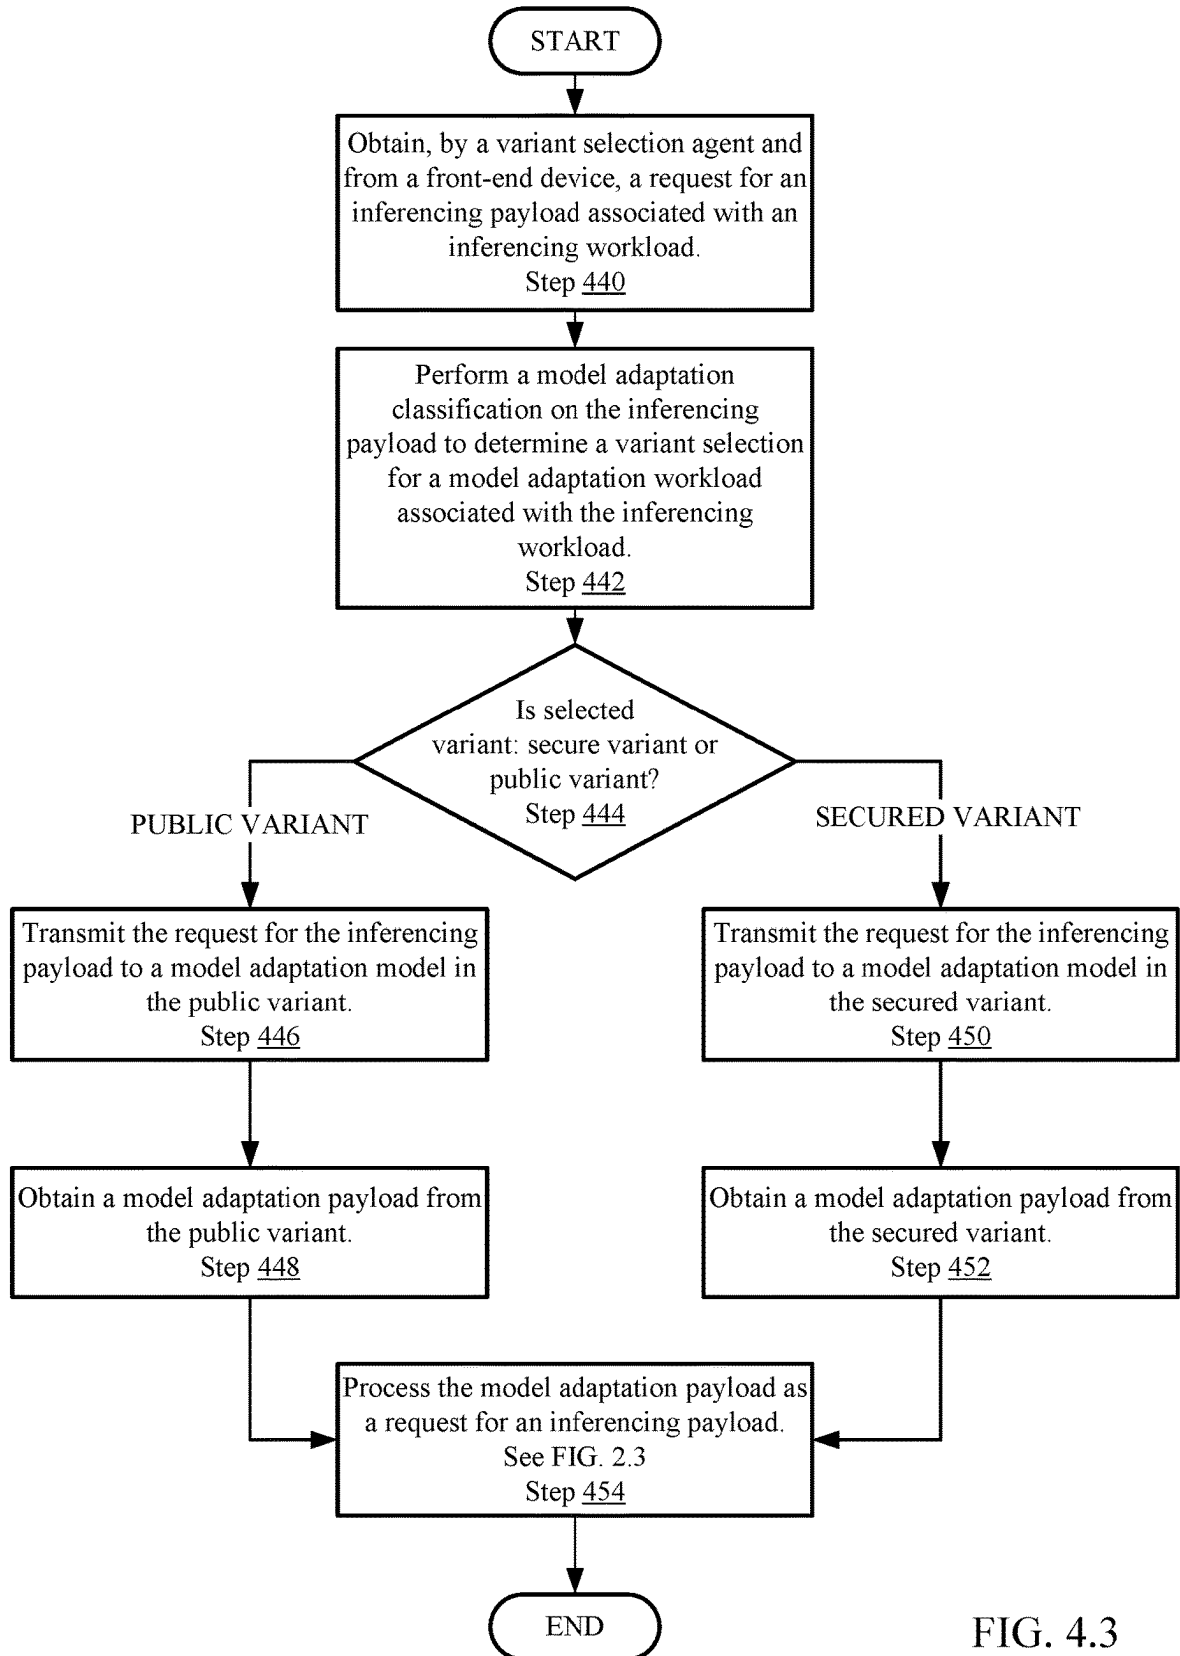 START
Obtain, by a variant selection agent and
from a front-end device, a request for an
inferencing payload associated with an
inferencing workload.
Step 440
Perform a model adaptation
classification on the inferencing
payload to determine a variant selection
for a model adaptation workload
associated with the inferencing
workload.
Step 442
Is selected
variant: secure variant or
public variant?
Step 444
PUBLIC VARIANT
SECURED VARIANT
Transmit the request for the inferencing
payload to a model adaptation model in
the public variant.
Step 446
Transmit the request for the inferencing
payload to a model adaptation model in
the secured variant.
Step 450
Obtain a model adaptation payload from
the public variant.
Step 448
Obtain a model adaptation payload from
the secured variant.
Step 452
Process the model adaptation payload as
a request for an inferencing payload.
See FIG. 2.3
Step 454
END
FIG. 4.3